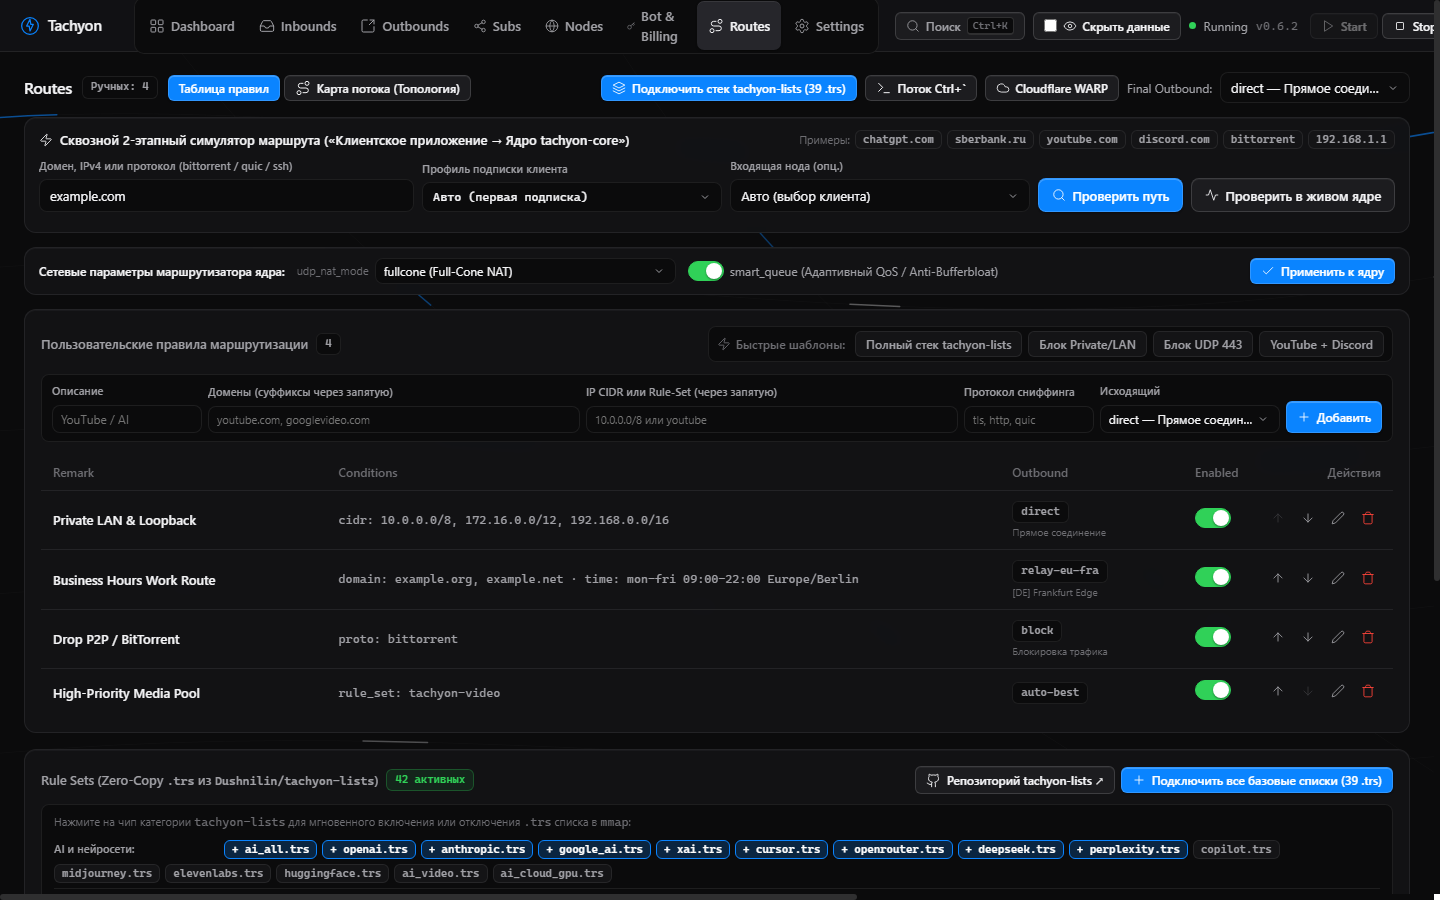 Tachyon
Dashboard
Inbounds
Outbounds
Subs
Nodes
Bot & Billing
Routes
Settings
Поиск Ctrl+K
Скрыть данные
Running v0.6.2
Start
Stop
Routes
Ручных: 4
Таблица правил
Карта потока (Топология)
Подключить стек tachyon-lists (39 .trs)
Поток Ctrl+`
Cloudflare WARP
Final Outbound: direct — Прямое соеди...
Сквозной 2-этапный симулятор маршрута («Клиентское приложение → Ядро tachyon-core»)
Примеры: chatgpt.com sberbank.ru youtube.com discord.com bittorrent 192.168.1.1
Домен, IPv4 или протокол (bittorrent / quic / ssh)
Профиль подписки клиента
Входящая нода (опц.)
example.com
Авто (первая подписка)
Авто (выбор клиента)
Проверить путь
Проверить в живом ядре
Сетевые параметры маршрутизатора ядра: udp_nat_mode fullcone (Full-Cone NAT) smart_queue (Адаптивный QoS / Anti-Bufferbloat)
Применить к ядру
Пользовательские правила маршрутизации 4
Быстрые шаблоны: Полный стек tachyon-lists Блок Private/LAN Блок UDP 443 YouTube + Discord
Описание
Домены (суффиксы через запятую)
IP CIDR или Rule-Set (через запятую)
Протокол сниффинга
Исходящий
YouTube / AI
youtube.com, googlevideo.com
10.0.0.0/8 или youtube
tls, http, quic
direct — Прямое соедин...
Добавить
Remark Conditions Outbound Enabled Действия
Private LAN & Loopback
cidr: 10.0.0.0/8, 172.16.0.0/12, 192.168.0.0/16
direct
Прямое соединение
Business Hours Work Route
domain: example.org, example.net · time: mon-fri 09:00-22:00 Europe/Berlin
relay-eu-fra
[DE] Frankfurt Edge
Drop P2P / BitTorrent
proto: bittorrent
block
Блокировка трафика
High-Priority Media Pool
rule_set: tachyon-video
auto-best
Rule Sets (Zero-Copy .trs из Dushnilin/tachyon-lists) 42 активных
Репозиторий tachyon-lists ↗
+ Подключить все базовые списки (39 .trs)
Нажмите на чип категории tachyon-lists для мгновенного включения или отключения .trs списка в mmap:
AI и нейросети: + ai_all.trs + openai.trs + anthropic.trs + google_ai.trs + xai.trs + cursor.trs + openrouter.trs + deepseek.trs + perplexity.trs copilot.trs
midjourney.trs elevenlabs.trs huggingface.trs ai_video.trs ai_cloud_gpu.trs